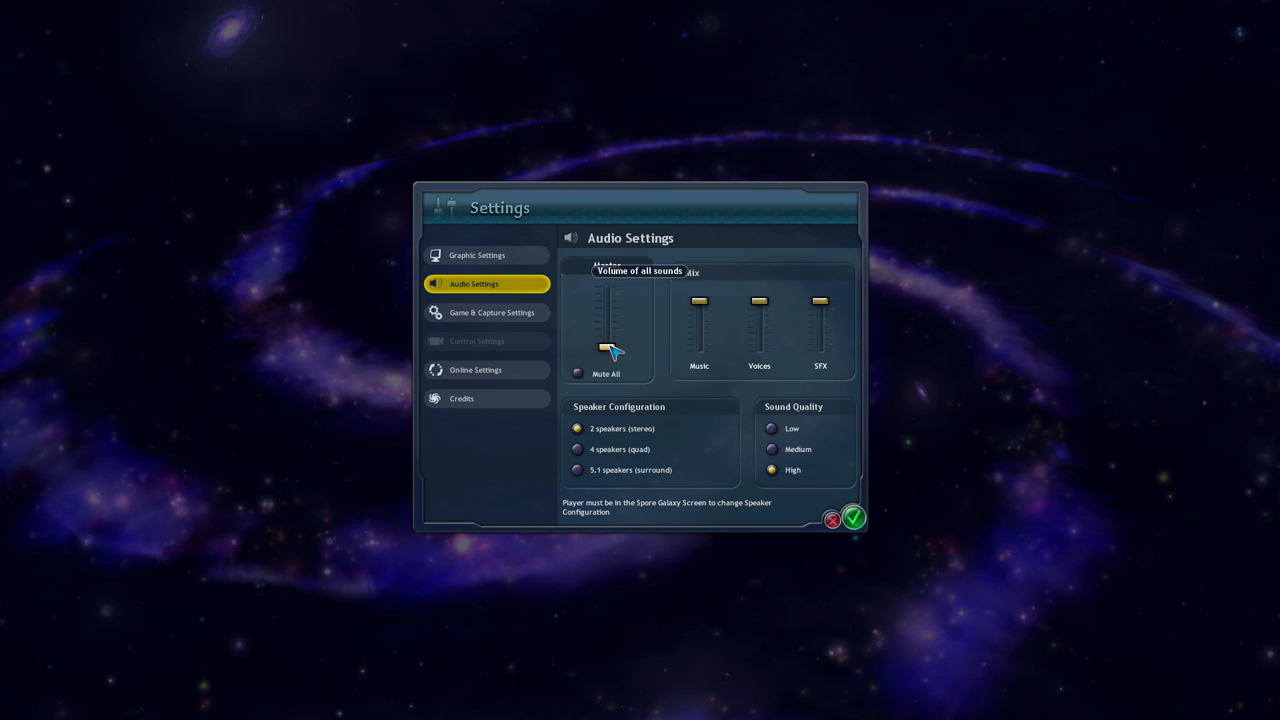 Settings
Audio Settings
Graphic Settings
Audio Settings
Game & Capture Settings
Control Settings
Online Settings
Credits
Master
Volume of all sounds
Mix
Music
Voices
SFX
Mute All
Speaker Configuration
2 speakers (stereo)
4 speakers (quad)
5.1 speakers (surround)
Sound Quality
Low
Medium
High
Player must be in the Spore Galaxy Screen to change Speaker
Configuration